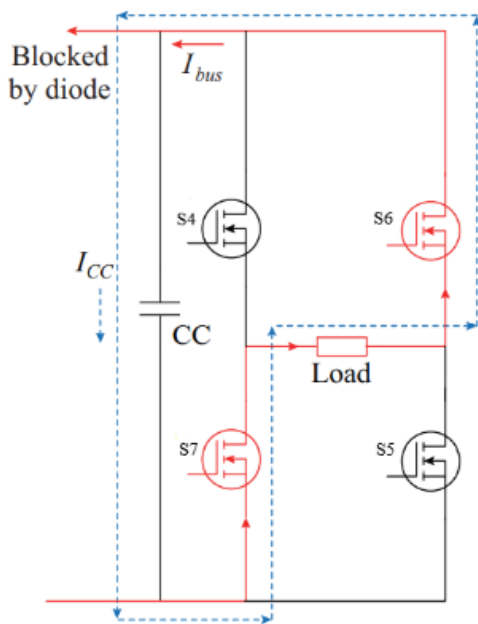 Blocked
by diode
I_bus
S4
S6
I_CC
CC
Load
S7
S5